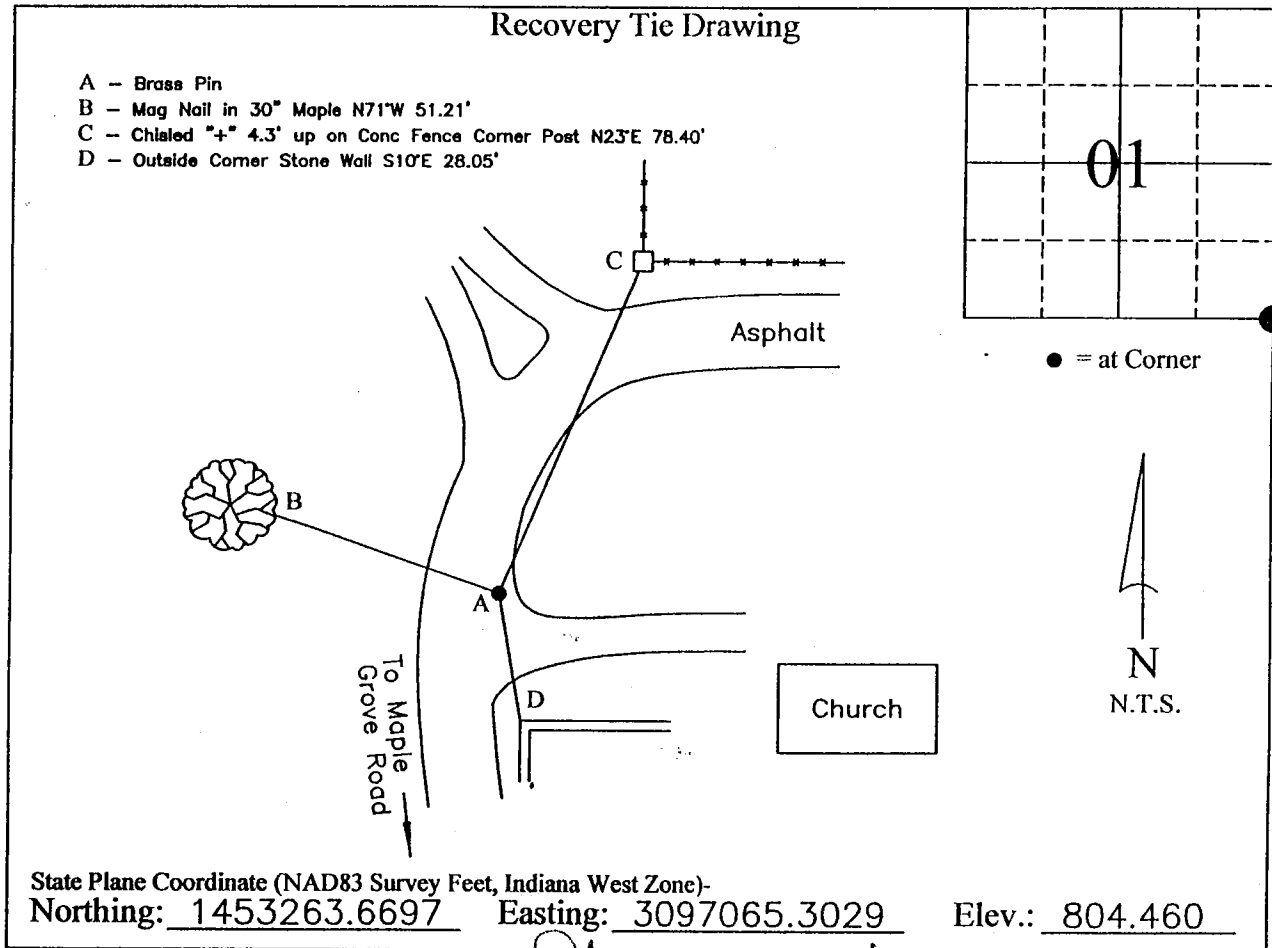 Recovery Tie Drawing
A - Brass Pin
B - Mag Nail in 30" Maple N71°W 51.21'
C - Chisled "+" 4.3' up on Conc Fence Corner Post N23°E 78.40'
D - Outside Corner Stone Wall S10°E 28.05'
01
● = at Corner
C
Asphalt
B
A
D
To Maple
Grove Road
Church
N
N.T.S.
State Plane Coordinate (NAD83 Survey Feet, Indiana West Zone)-
Northing: 1453263.6697 Easting: 3097065.3029 Elev.: 804.460